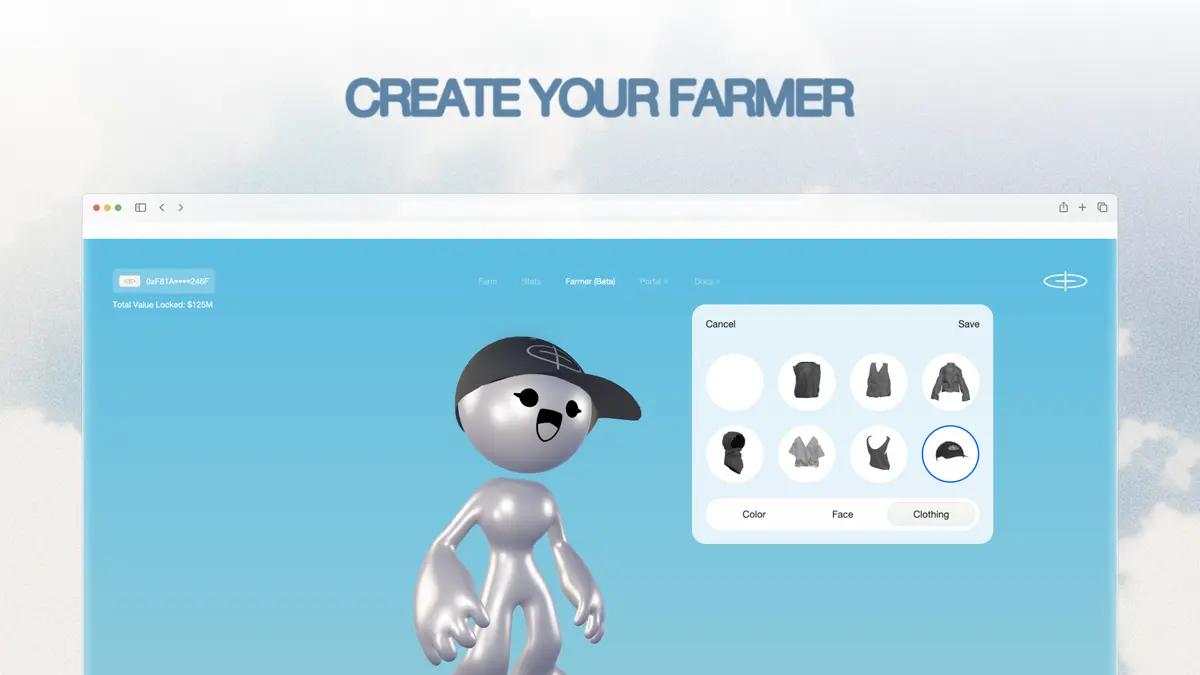 CREATE YOUR FARMER
0xF81A••••246F
Farm Stats Farmer (Beta) Portal Docs
Total Value Locked: $125M
Cancel Save
Color Face Clothing